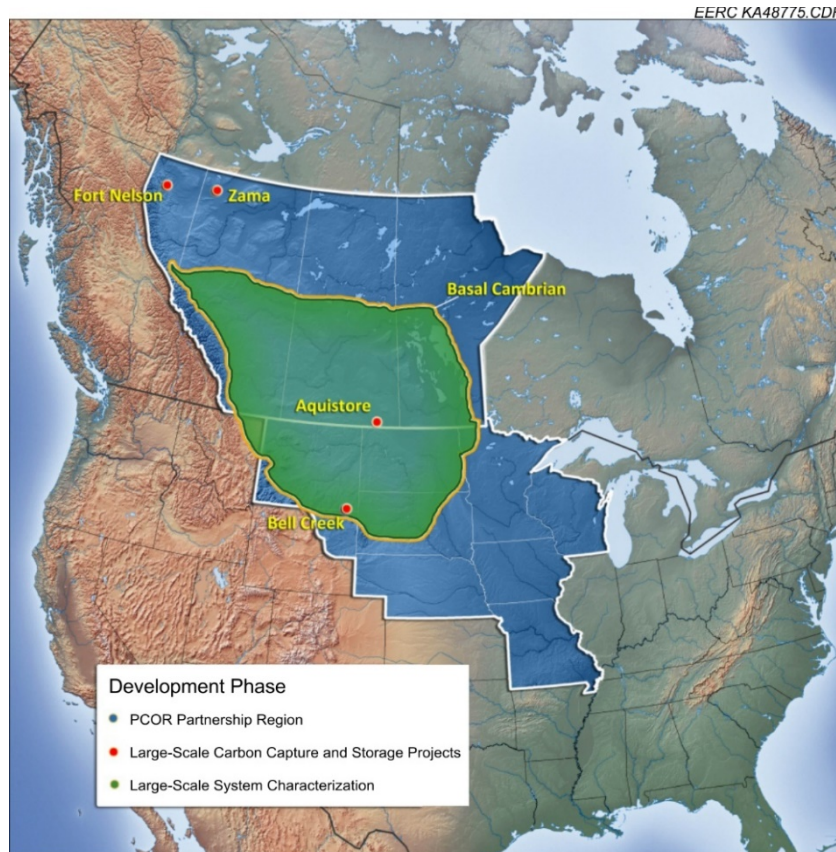 EERC KA48775.CDR
Fort Nelson
Zama
Basal Cambrian
Aquistore
Bell Creek
Development Phase
PCOR Partnership Region
Large-Scale Carbon Capture and Storage Projects
Large-Scale System Characterization